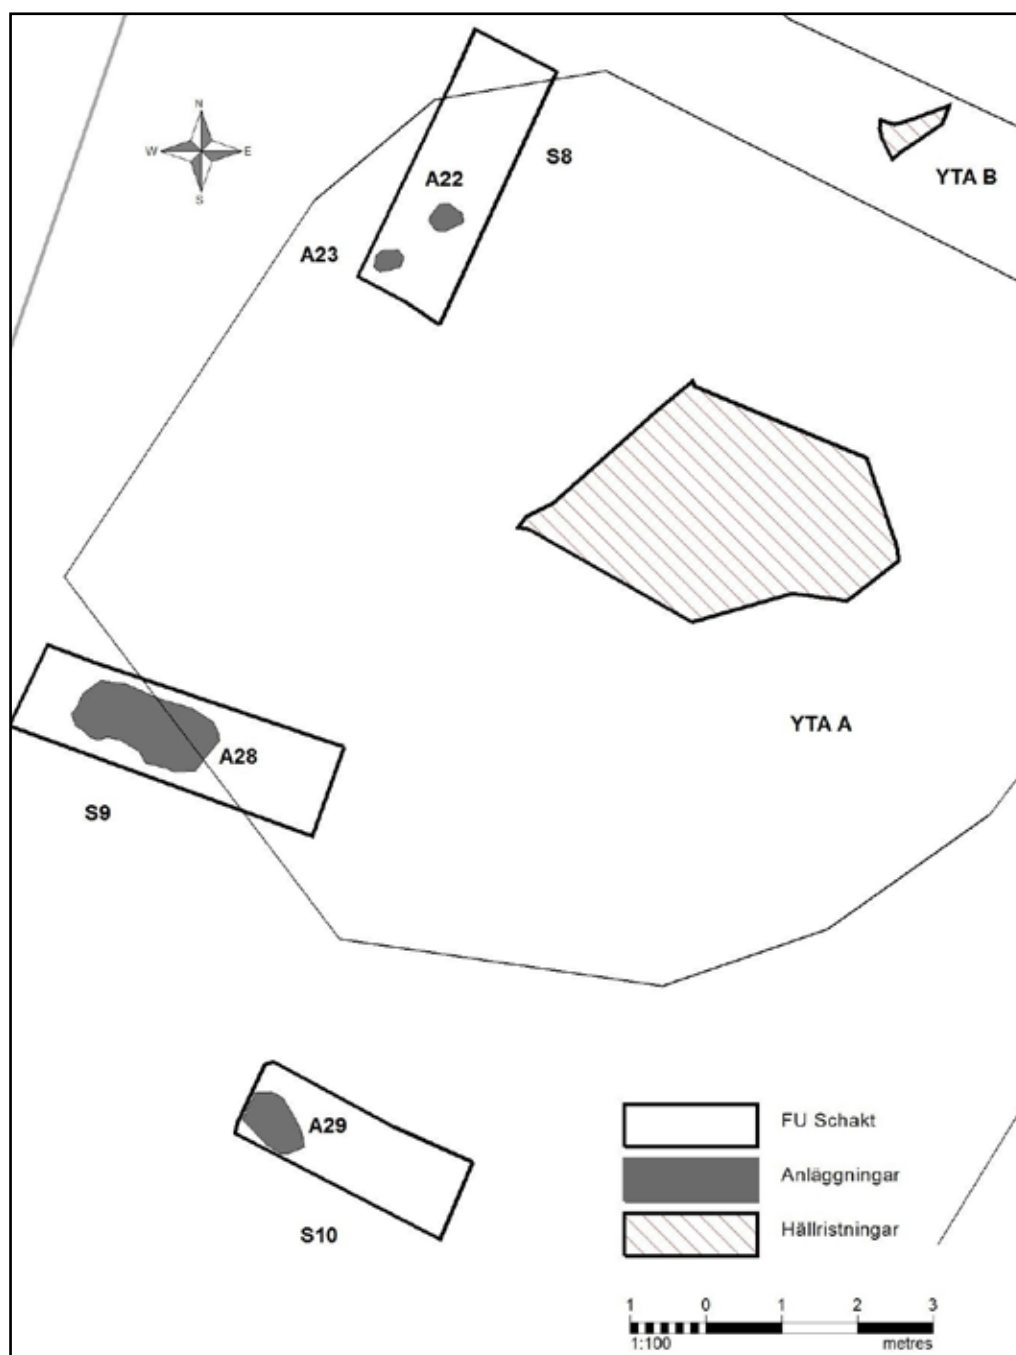 N
W E
S
S8
A22
A23
YTA B
YTA A
A28
S9
A29
S10
FU Schakt
Anläggningar
Hällristningar
1 0 1 2 3
1:100 metres